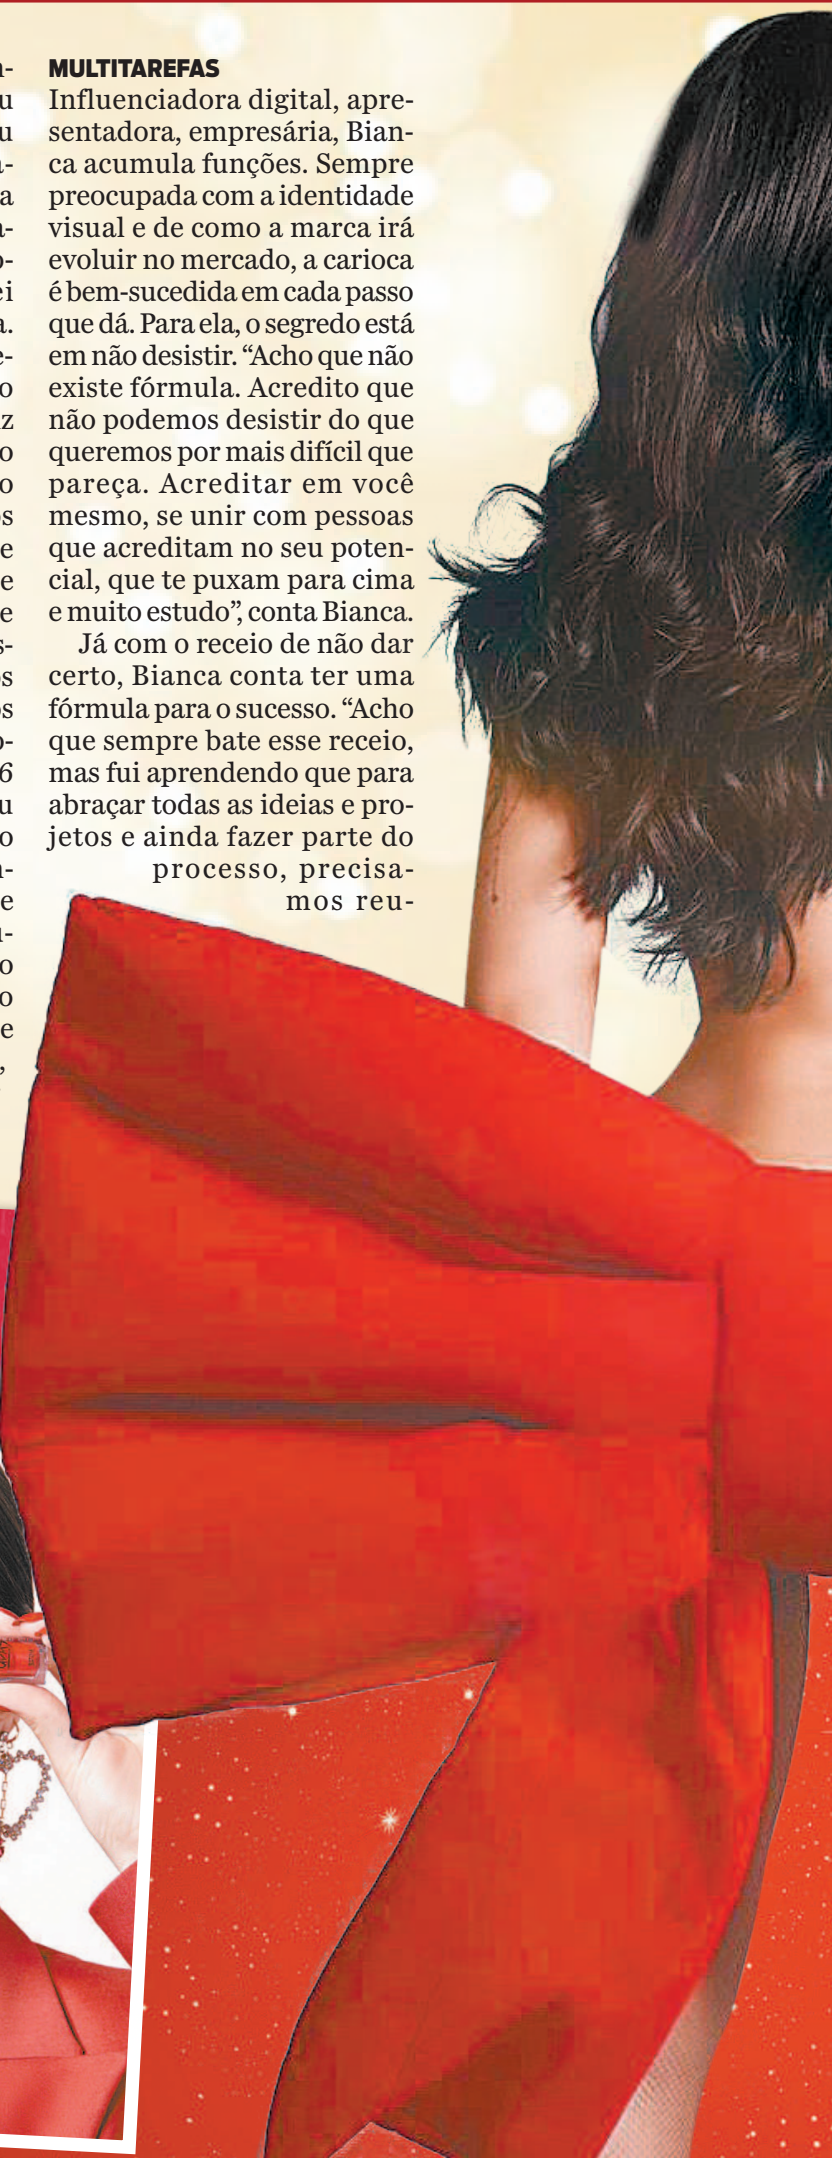 MULTITAREFAS
Influenciadora digital, apre-
sentadora, empresária, Bian-
ca acumula funções. Sempre
preocupada com a identidade
visual e de como a marca irá
evoluir no mercado, a carioca
é bem-sucedida em cada passo
que dá. Para ela, o segredo está
em não desistir. “Acho que não
existe fórmula. Acredito que
não podemos desistir do que
queremos por mais difícil que
pareça. Acreditar em você
mesmo, se unir com pessoas
que acreditam no seu poten-
cial, que te puxam para cima
e muito estudo”, conta Bianca.
Já com o receio de não dar
certo, Bianca conta ter uma
fórmula para o sucesso. “Acho
que sempre bate esse receio,
mas fui aprendendo que para
abraçar todas as ideias e pro-
jetos e ainda fazer parte do
processo, precisa-
mos reu-